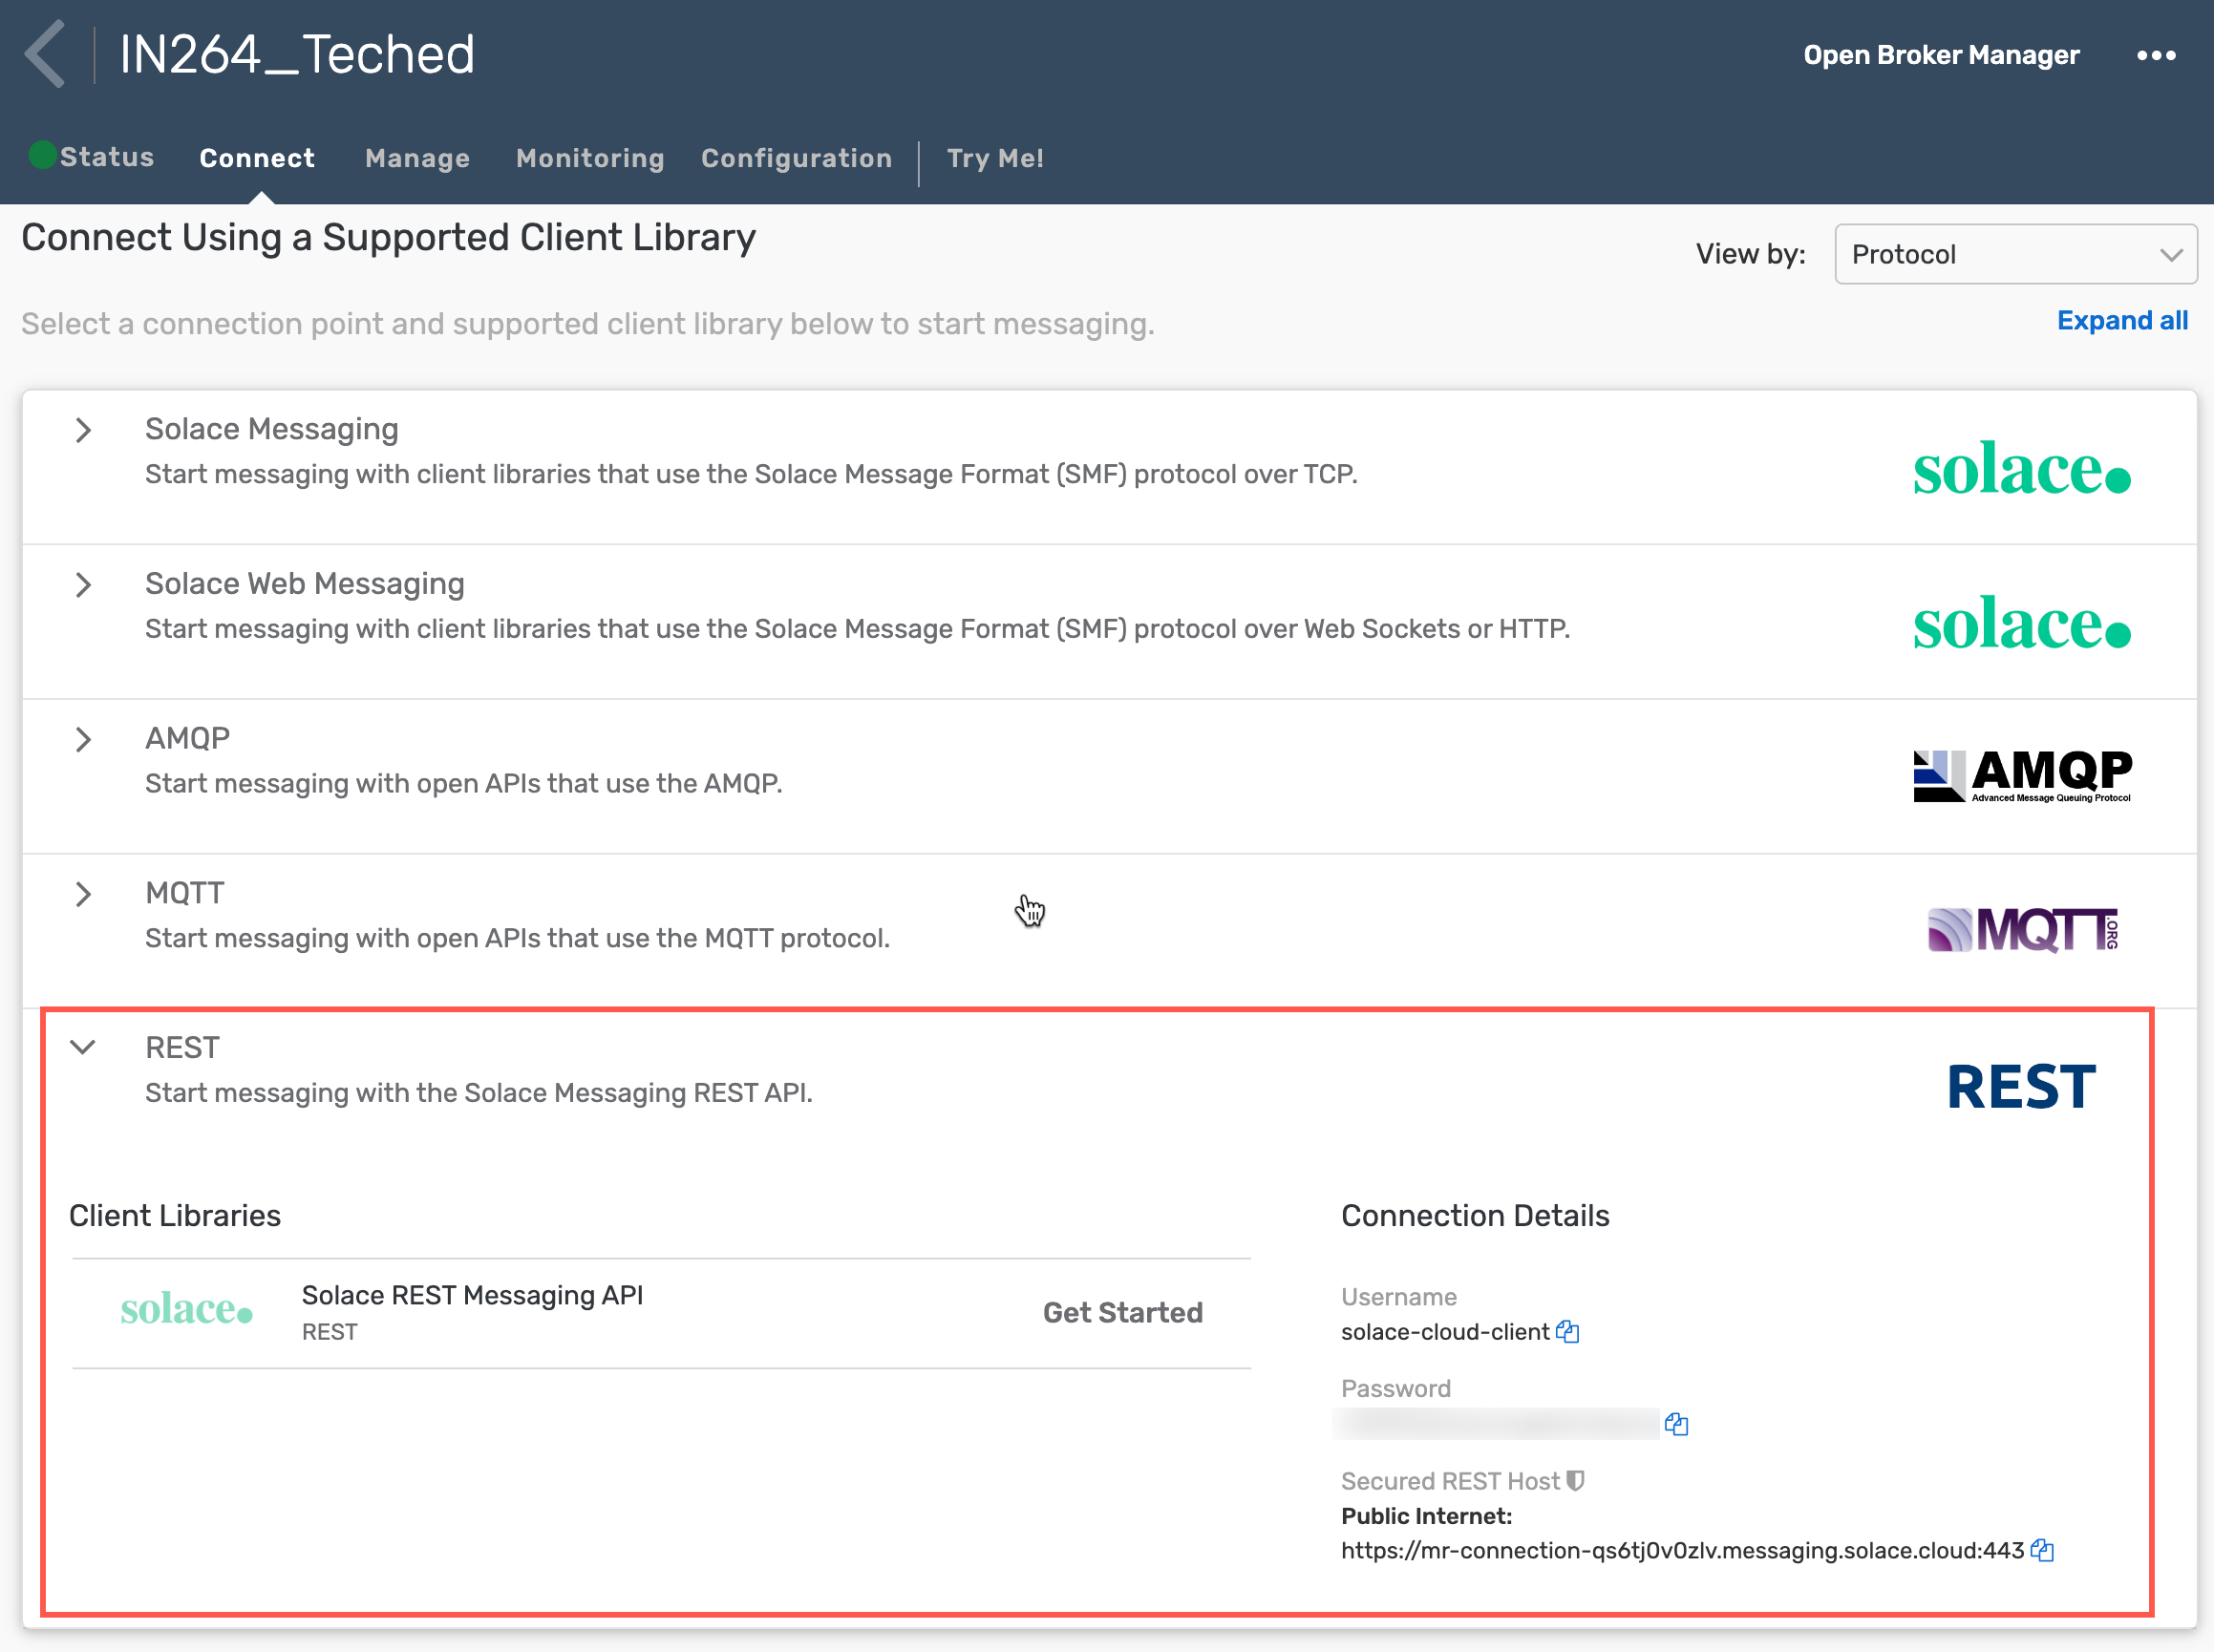 IN264_Teched
Open Broker Manager
Status Connect Manage Monitoring Configuration Try Me!
Connect Using a Supported Client Library
View by: Protocol
Select a connection point and supported client library below to start messaging.
Expand all
Solace Messaging
Start messaging with client libraries that use the Solace Message Format (SMF) protocol over TCP.
solace.
Solace Web Messaging
Start messaging with client libraries that use the Solace Message Format (SMF) protocol over Web Sockets or HTTP.
solace.
AMQP
Start messaging with open APIs that use the AMQP.
AMQP
Advanced Message Queuing Protocol
MQTT
Start messaging with open APIs that use the MQTT protocol.
MQTT.ORG
REST
Start messaging with the Solace Messaging REST API.
REST
Client Libraries
solace.
Solace REST Messaging API
REST
Get Started
Connection Details
Username
solace-cloud-client
Password
Secured REST Host
Public Internet:
https://mr-connection-qs6tj0v0zlv.messaging.solace.cloud:443